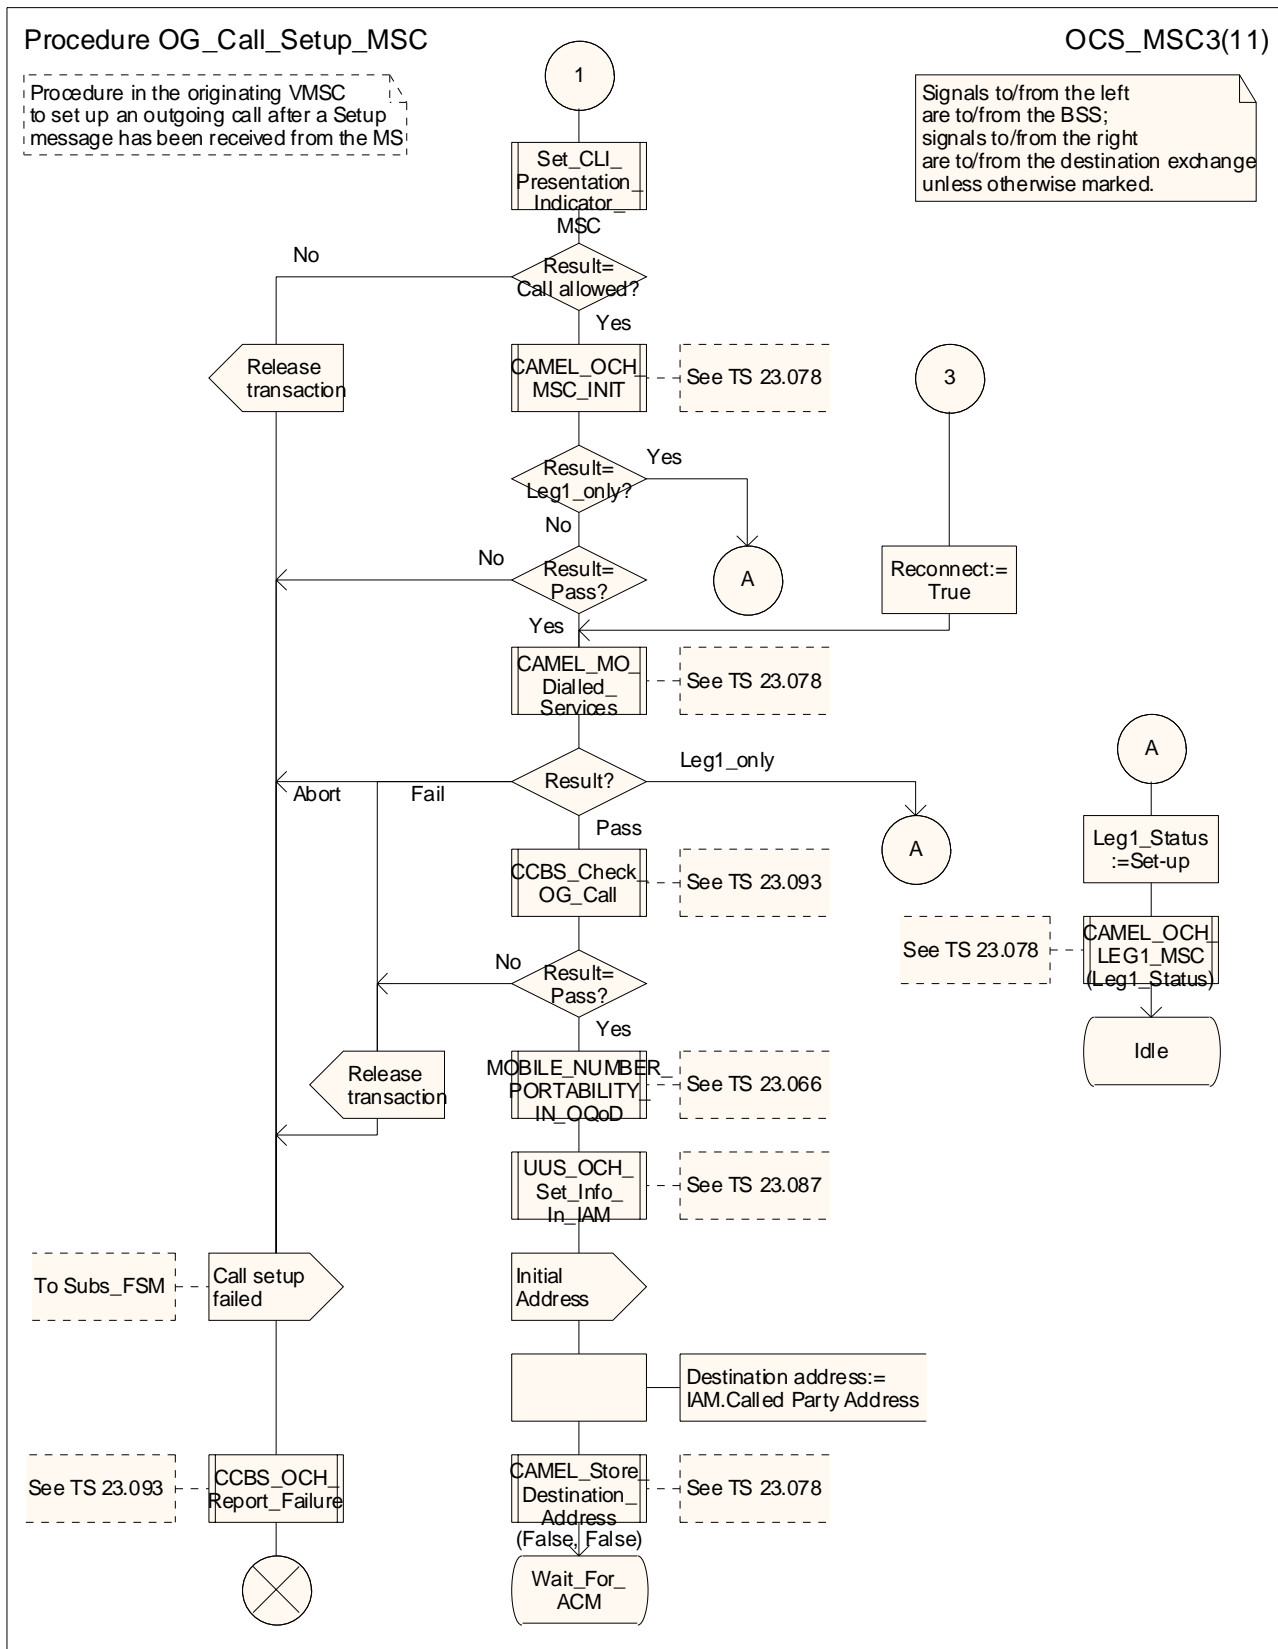 Procedure OG_Call_Setup_MSC
OCS_MSC3(11)
Procedure in the originating VMSC
to set up an outgoing call after a Setup
message has been received from the MS
1
Signals to/from the left
are to/from the BSS;
signals to/from the right
are to/from the destination exchange
unless otherwise marked.
Set_CLI_
Presentation_
Indicator_
MSC
No
Result=
Call allowed?
Yes
Release
transaction
CAMEL_OCH_
MSC_INIT
See TS 23.078
3
Result=
Leg1_only?
Yes
No
No
Result=
Pass?
A
Reconnect:=
True
Yes
CAMEL_MO_
Dialled_
Services
See TS 23.078
Leg1_only
A
Result?
Abort
Fail
Pass
A
Leg1_Status
:=Set-up
CCBS_Check_
OG_Call
See TS 23.093
See TS 23.078
CAMEL_OCH_
LEG1_MSC
(Leg1_Status)
No
Result=
Pass?
Yes
Idle
Release
transaction
MOBILE_NUMBER_
PORTABILITY_
IN_OQoD
See TS 23.066
UUS_OCH_
Set_Info_
In_IAM
See TS 23.087
To Subs_FSM
Call setup
failed
Initial
Address
Destination address:=
IAM.Called Party Address
See TS 23.093
CCBS_OCH_
Report_Failure
CAMEL_Store_
Destination_
Address
(False, False)
See TS 23.078
Wait_For_
ACM